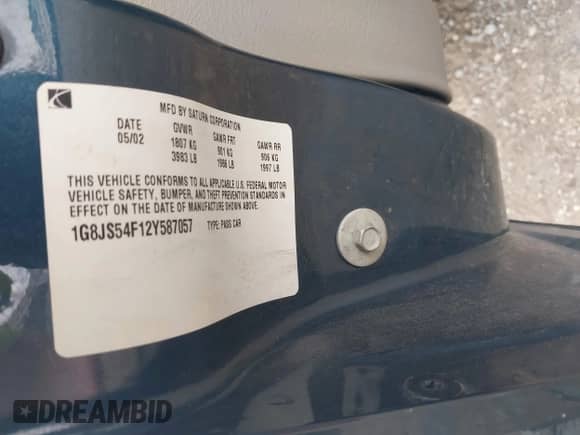 MFD BY SATURN CORPORATION
DATE GVWR GAWR FRT GAWR RR
05/02 1807 KG 901 KG 906 KG
3983 LB 1986 LB 1997 LB
THIS VEHICLE CONFORMS TO ALL APPLICABLE U.S. FEDERAL MOTOR
VEHICLE SAFETY, BUMPER, AND THEFT PREVENTION STANDARDS IN
EFFECT ON THE DATE OF MANUFACTURE SHOWN ABOVE.
1G8JS54F12Y587057 TYPE: PASS CAR
DREAMBID